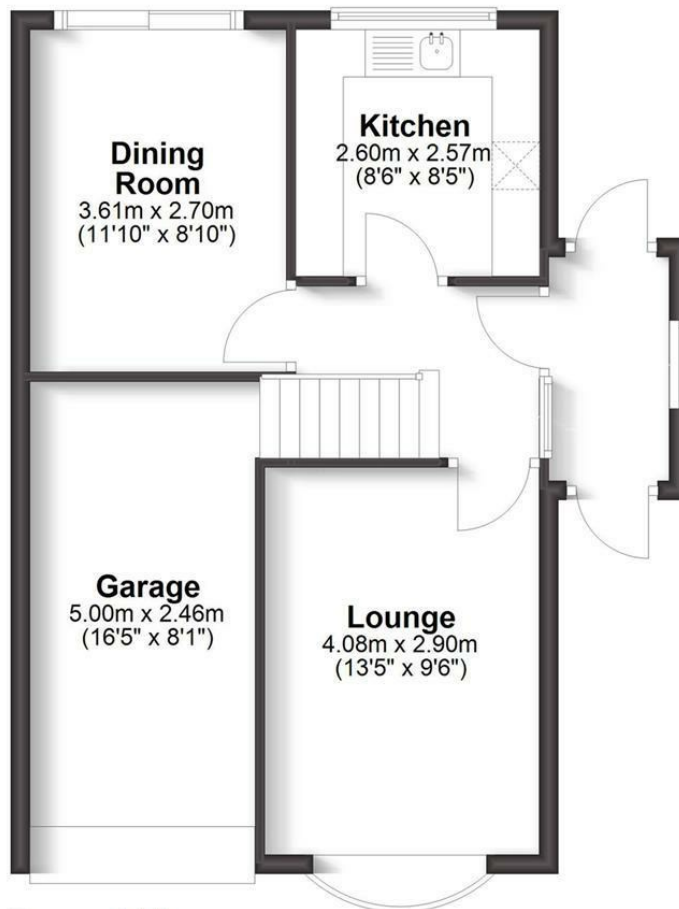 Dining
Room
3.61m x 2.70m
(11'10" x 8'10")
Kitchen
2.60m x 2.57m
(8'6" x 8'5")
Garage
5.00m x 2.46m
(16'5" x 8'1")
Lounge
4.08m x 2.90m
(13'5" x 9'6")